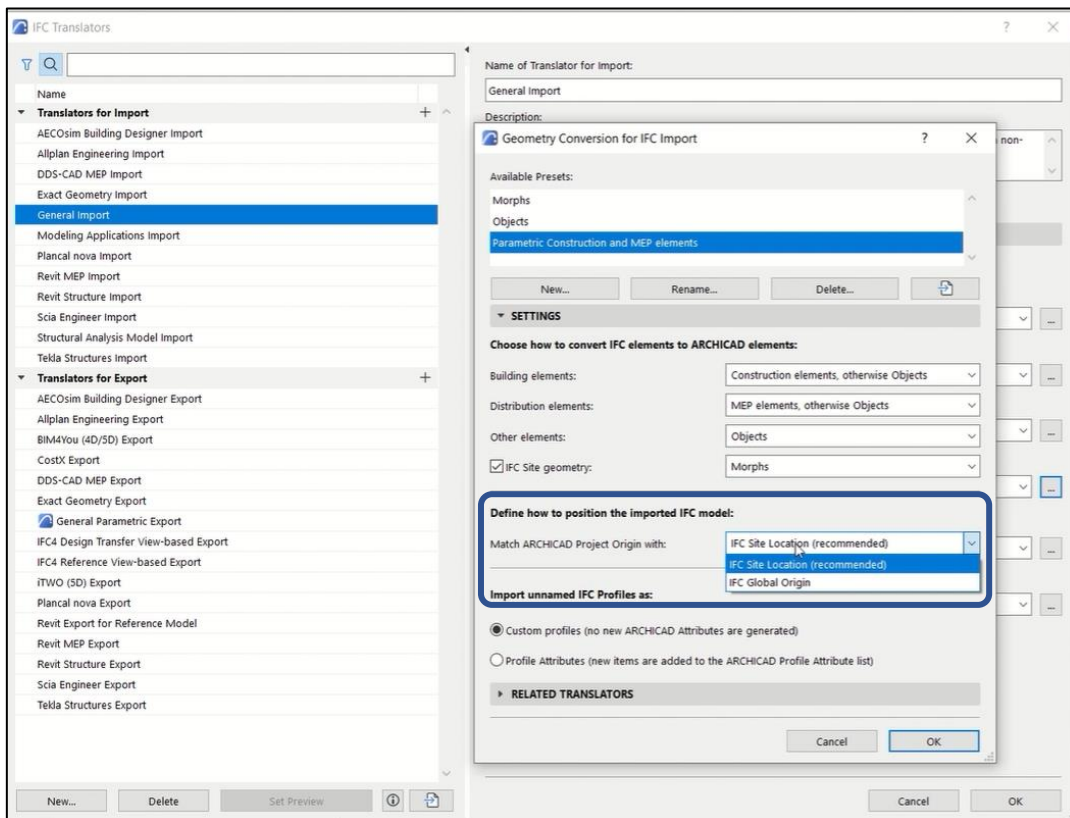 IFC Translators
?
Name
Translators for Import
AECOsim Building Designer Import
Allplan Engineering Import
DDS-CAD MEP Import
Exact Geometry Import
General Import
Modeling Applications Import
Plancal nova Import
Revit MEP Import
Revit Structure Import
Scia Engineer Import
Structural Analysis Model Import
Tekla Structures Import
Translators for Export
AECOsim Building Designer Export
Allplan Engineering Export
BIM4You (4D/5D) Export
CostX Export
DDS-CAD MEP Export
Exact Geometry Export
General Parametric Export
IFC4 Design Transfer View-based Export
IFC4 Reference View-based Export
iTWO (5D) Export
Plancal nova Export
Revit Export for Reference Model
Revit MEP Export
Revit Structure Export
Scia Engineer Export
Tekla Structures Export
New... Delete Set Preview
Name of Translator for Import:
General Import
Description:
non-
Geometry Conversion for IFC Import ?
Available Presets:
Morphs
Objects
Parametric Construction and MEP elements
New... Rename... Delete...
SETTINGS
Choose how to convert IFC elements to ARCHICAD elements:
Building elements: Construction elements, otherwise Objects
Distribution elements: MEP elements, otherwise Objects
Other elements: Objects
IFC Site geometry: Morphs
Define how to position the imported IFC model:
Match ARCHICAD Project Origin with: IFC Site Location (recommended)
IFC Site Location (recommended)
IFC Global Origin
Import unnamed IFC Profiles as:
Custom profiles (no new ARCHICAD Attributes are generated)
Profile Attributes (new items are added to the ARCHICAD Profile Attribute list)
RELATED TRANSLATORS
Cancel OK
Cancel OK